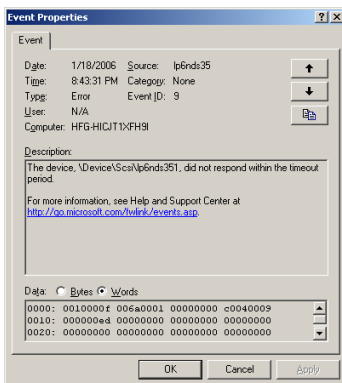 Event Properties
Event
Date: 1/18/2006 Source: lp6nds35
Time: 8:43:31 PM Category: None
Type: Error Event ID: 9
User: N/A
Computer: HFG-HICJT1XFH9I
Description:
The device, \Device\Scsi\lp6nds351, did not respond within the timeout
period.
For more information, see Help and Support Center at
http://go.microsoft.com/fwlink/events.asp.
Data: Bytes Words
0000: 0010000f 006a0001 00000000 c0040009
0010: 000000ed 00000000 00000000 00000000
0020: 00000000 00000000 00000000 00000000
OK Cancel Apply